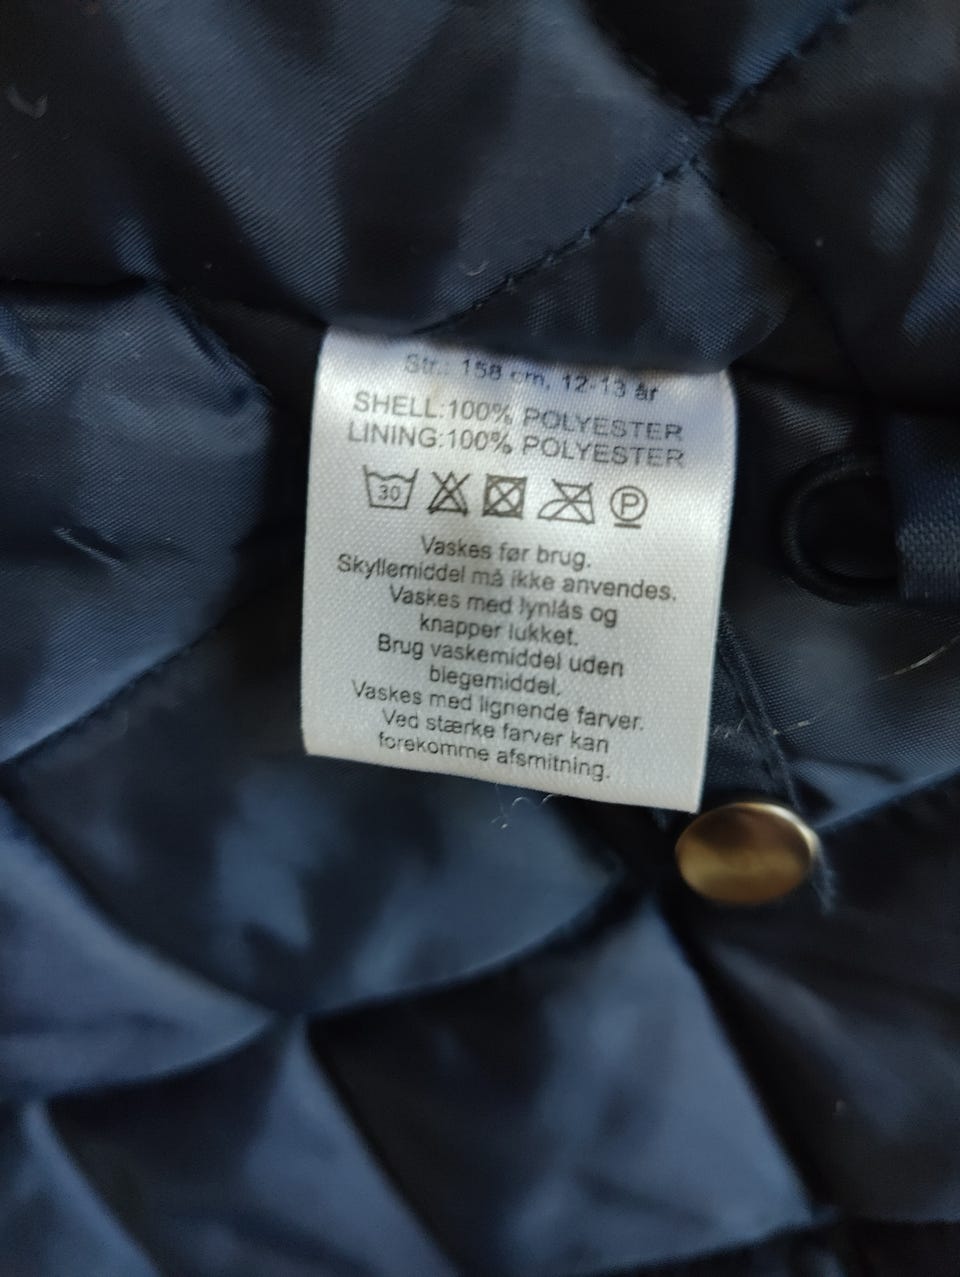 Str.: 158 cm, 12-13 år
SHELL:100% POLYESTER
LINING:100% POLYESTER
30 P
Vaskes før brug.
Skyllemiddel må ikke anvendes.
Vaskes med lynlås og
knapper lukket.
Brug vaskemiddel uden
blegemiddel.
Vaskes med lignende farver.
Ved stærke farver kan
forekomme afsmitning.